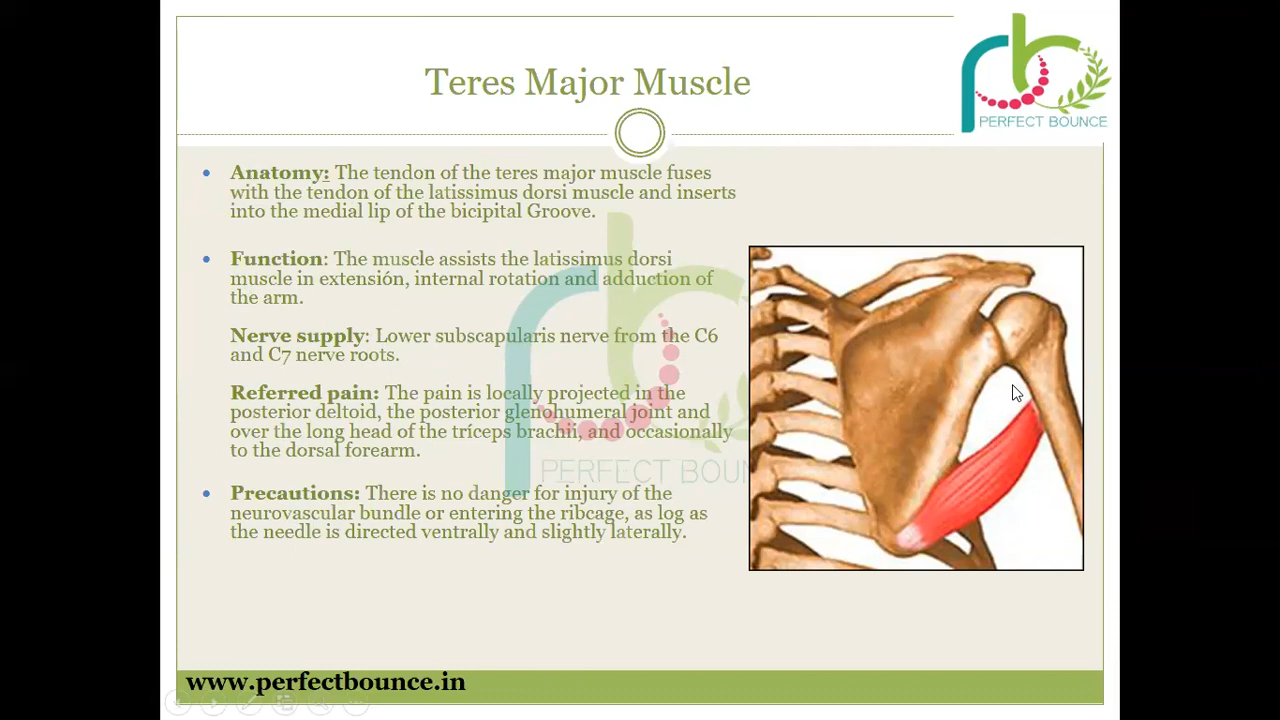 Teres Major Muscle
PERFECT BOUNCE
Anatomy: The tendon of the teres major muscle fuses
with the tendon of the latissimus dorsi muscle and inserts
into the medial lip of the bicipital Groove.
Function: The muscle assists the latissimus dorsi
muscle in extensión, internal rotation and adduction of
the arm.
Nerve supply: Lower subscapularis nerve from the C6
and C7 nerve roots.
Referred pain: The pain is locally projected in the
posterior deltoid, the posterior glenohumeral joint and
over the long head of the tríceps brachii, and occasionally
to the dorsal forearm.
PERFECT BOUN
Precautions: There is no danger for injury of the
neurovascular bundle or entering the ribcage, as log as
the needle is directed ventrally and slightly laterally.
www.perfectbounce.in